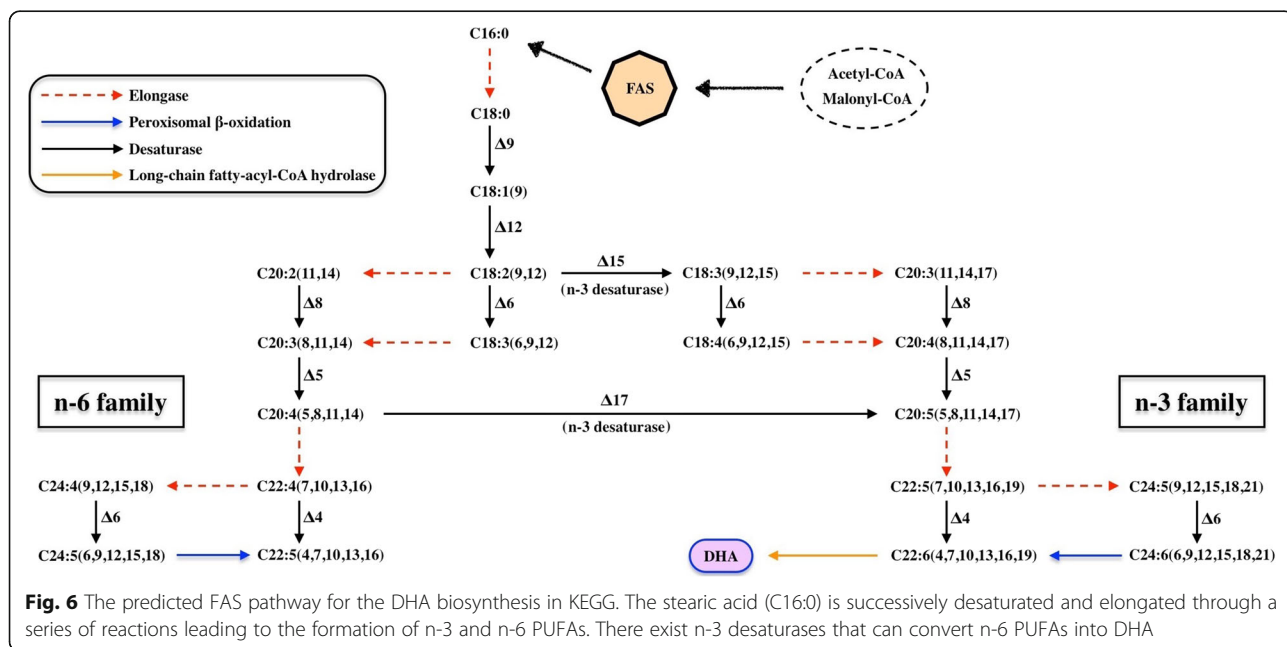 C16:0
Acetyl-CoA
Malonyl-CoA
FAS
Elongase
Peroxisomal β-oxidation
Desaturase
Long-chain fatty-acyl-CoA hydrolase
C18:0
Δ9
C18:1(9)
Δ12
C20:2(11,14) C18:2(9,12) Δ15 C18:3(9,12,15) C20:3(11,14,17)
(n-3 desaturase)
Δ8 Δ6 Δ6 Δ8
C20:3(8,11,14) C18:3(6,9,12) C18:4(6,9,12,15) C20:4(8,11,14,17)
Δ5 Δ5
n-6 family n-3 family
C20:4(5,8,11,14) Δ17 C20:5(5,8,11,14,17)
(n-3 desaturase)
C24:4(9,12,15,18) C22:4(7,10,13,16) C22:5(7,10,13,16,19) C24:5(9,12,15,18,21)
Δ6 Δ4 Δ4 Δ6
C24:5(6,9,12,15,18) C22:5(4,7,10,13,16) DHA C22:6(4,7,10,13,16,19) C24:6(6,9,12,15,18,21)
Fig. 6 The predicted FAS pathway for the DHA biosynthesis in KEGG. The stearic acid (C16:0) is successively desaturated and elongated through a
series of reactions leading to the formation of n-3 and n-6 PUFAs. There exist n-3 desaturases that can convert n-6 PUFAs into DHA